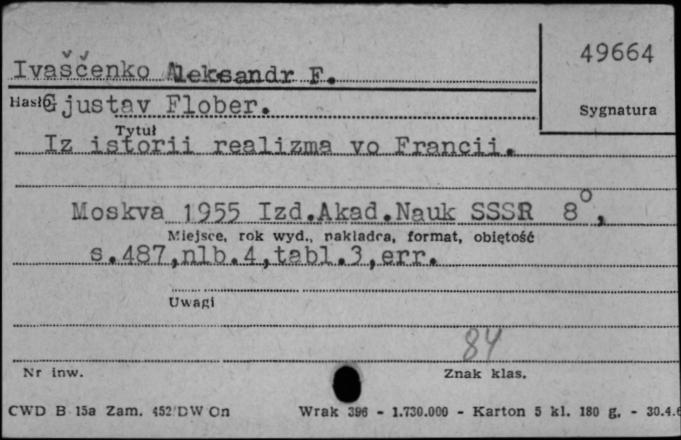 49664
Ivaščenko Aleksandr F.
Hasło
Gjustav Flober.
Sygnatura
Tytuł
Iz istorii realizma vo Francii.
Moskva 1955 Izd.Akad.Nauk SSSR 8°,
Miejsce, rok wyd., nakładca, format, objętość
s.487,nlb.4,tabl.3,err.
Uwagi
84
Nr inw.
Znak klas.
CWD B 15a Zam. 452/DW On Wrak 396 - 1.730.000 - Karton 5 kl. 180 g. - 30.4.6